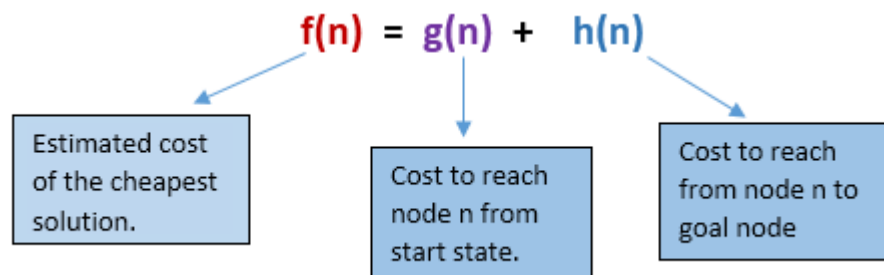 f(n) = g(n) + h(n)
Estimated cost
of the cheapest
solution.
Cost to reach
node n from
start state.
Cost to reach
from node n to
goal node